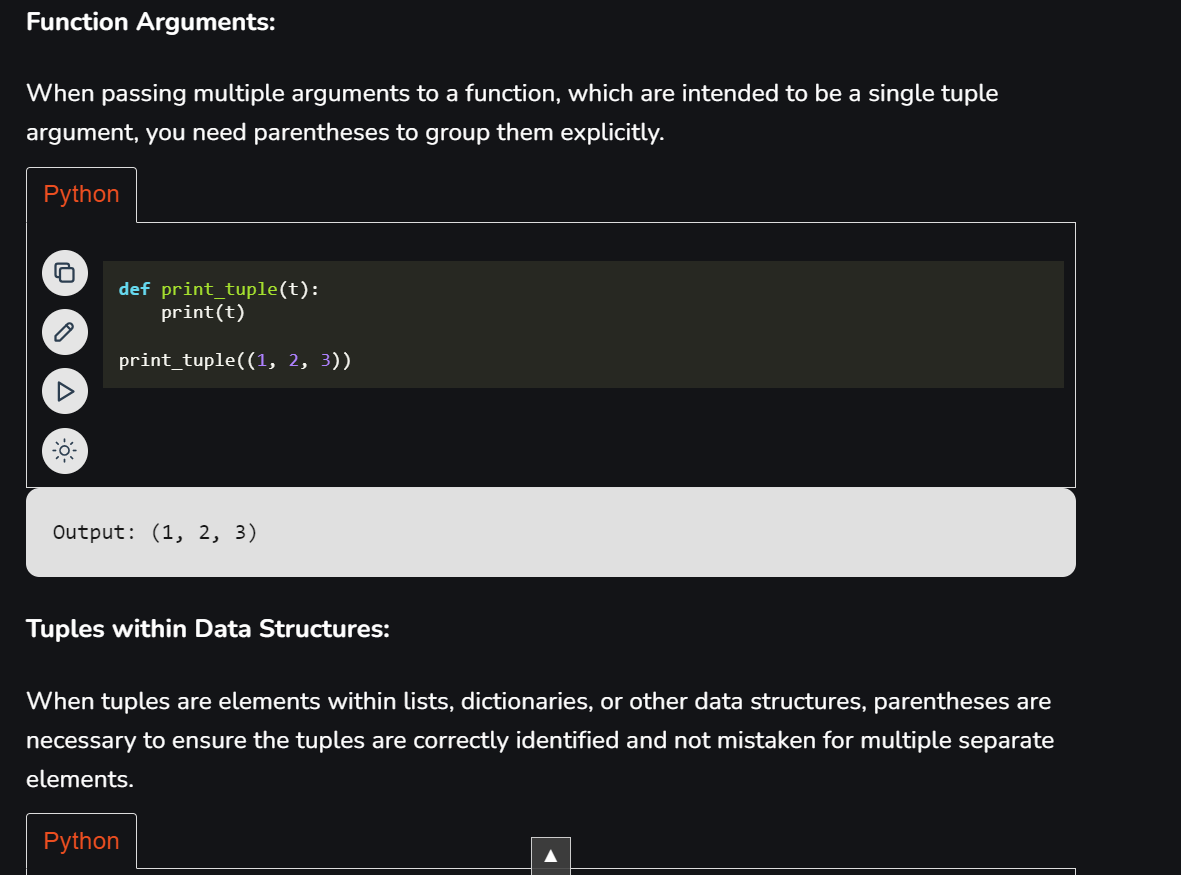 Function Arguments:
When passing multiple arguments to a function, which are intended to be a single tuple
argument, you need parentheses to group them explicitly.
Python
def print_tuple(t):
    print(t)
print_tuple((1, 2, 3))
Output: (1, 2, 3)
Tuples within Data Structures:
When tuples are elements within lists, dictionaries, or other data structures, parentheses are
necessary to ensure the tuples are correctly identified and not mistaken for multiple separate
elements.
Python